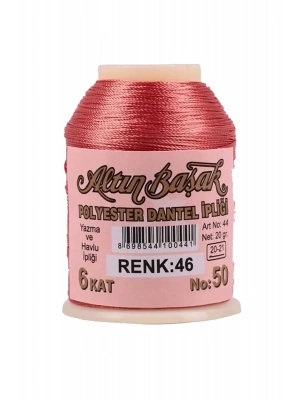 Altın Başak
POLYESTER DANTEL İPLİĞİ
Yazma
ve
Havlu
İpliği
Art No: 44
Net: 20 gr.
20-21
8698544100441
RENK:46
6 KAT
No: 50